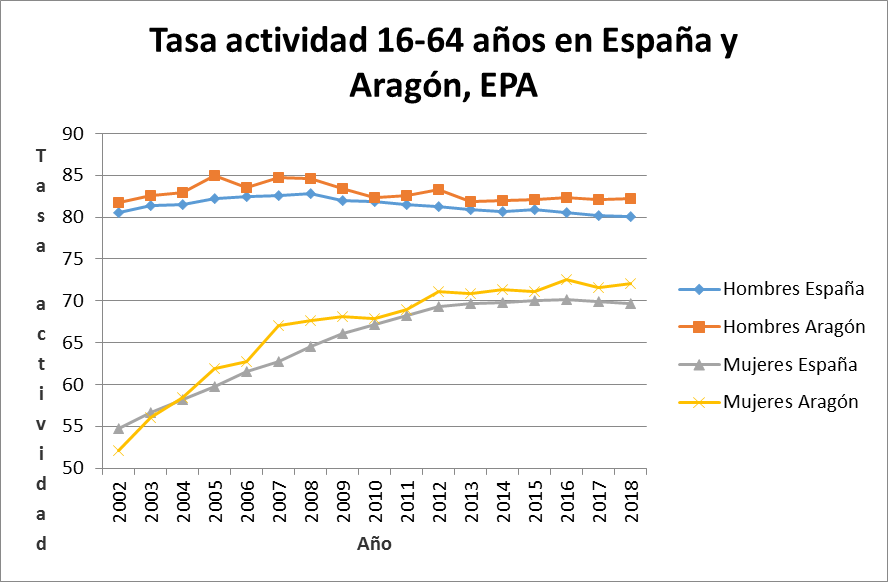 Tasa actividad 16-64 años en España y
Aragón, EPA
Tasa actividad
90
85
80
75
70
65
60
55
50
2002 2003 2004 2005 2006 2007 2008 2009 2010 2011 2012 2013 2014 2015 2016 2017 2018
Año
Hombres España
Hombres Aragón
Mujeres España
Mujeres Aragón